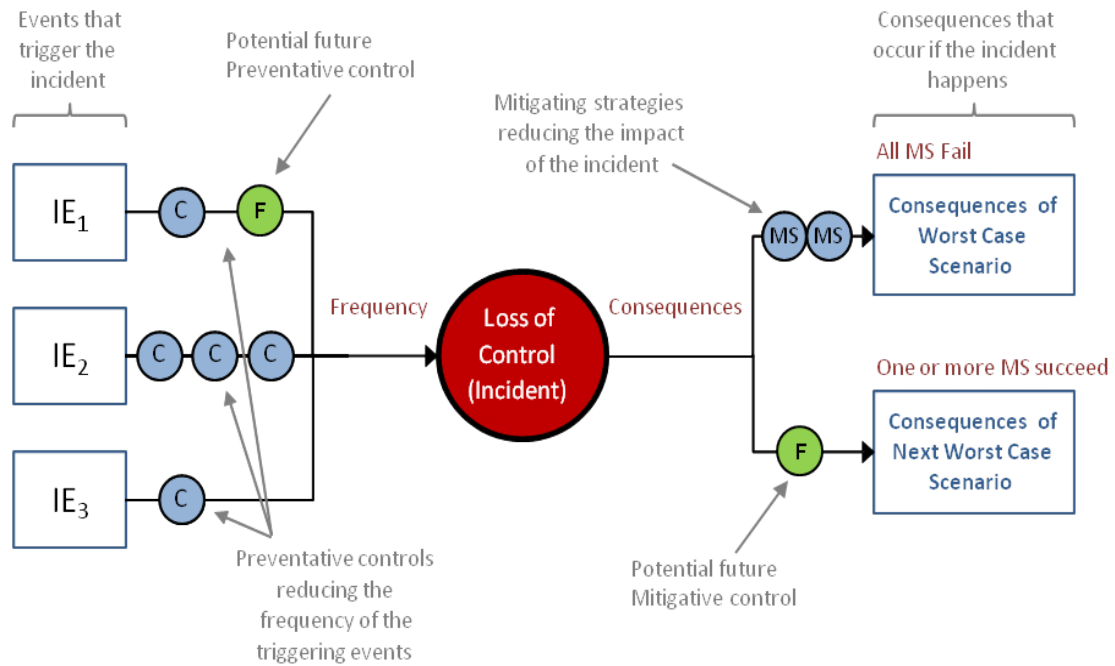 Events that
trigger the
incident
Potential future
Preventative control
Mitigating strategies
reducing the impact
of the incident
Consequences that
occur if the incident
happens
IE₁
C
F
IE₂
C
C
C
IE₃
C
Frequency
Loss of
Control
(Incident)
Consequences
All MS Fail
MS
MS
Consequences of
Worst Case
Scenario
One or more MS succeed
F
Consequences of
Next Worst Case
Scenario
Preventative controls
reducing the
frequency of the
triggering events
Potential future
Mitigative control